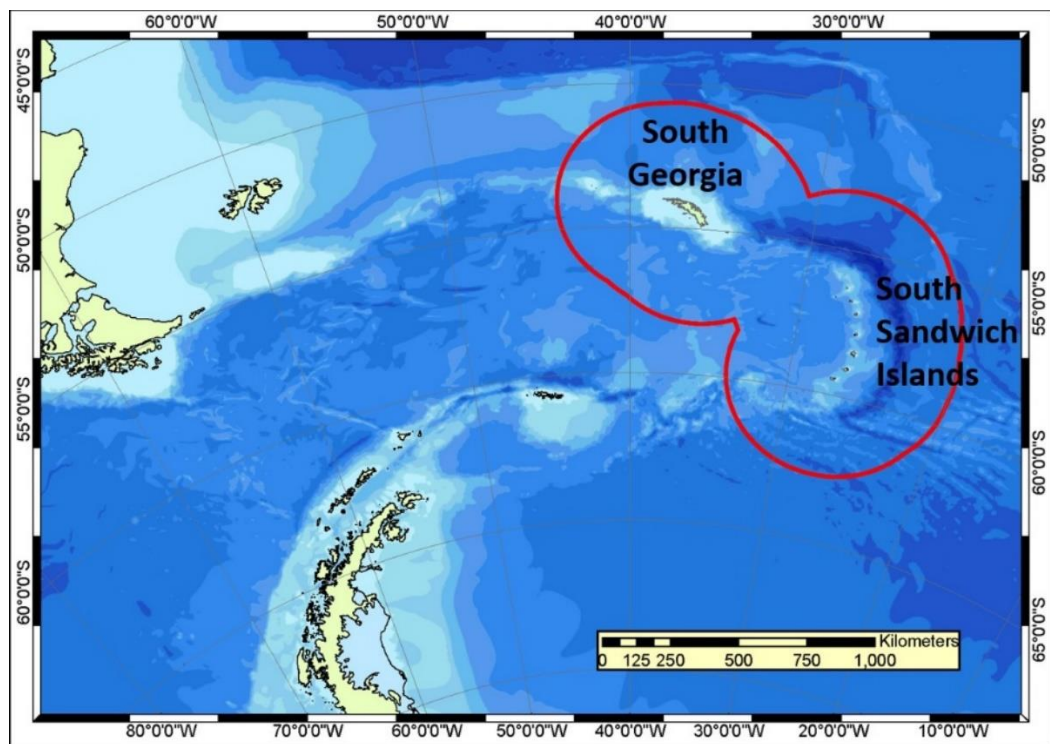 60°0'0"W 50°0'0"W 40°0'0"W 30°0'0"W
45°0'0"S
50°0'0"S
55°0'0"S
60°0'0"S
South
Georgia
South
Sandwich
Islands
50°0'0"S
55°0'0"S
60°0'0"S
65°0'0"S
Kilometers
0 125 250 500 750 1,000
80°0'0"W 70°0'0"W 60°0'0"W 50°0'0"W 40°0'0"W 30°0'0"W 20°0'0"W 10°0'0"W